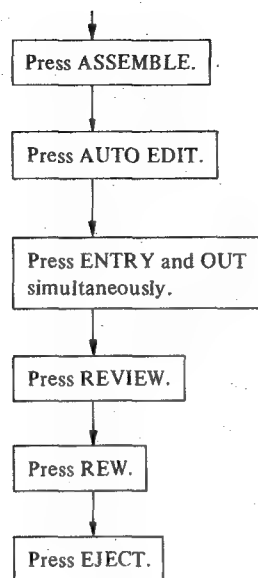 Press ASSEMBLE.
Press AUTO EDIT.
Press ENTRY and OUT
simultaneously.
Press REVIEW.
Press REW.
Press EJECT.